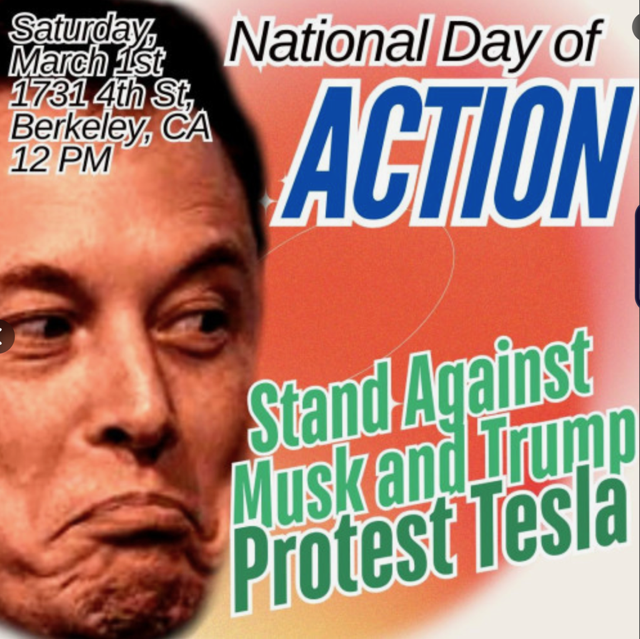 Saturday,
March 1st
1731 4th St,
Berkeley, CA
12 PM
National Day of
ACTION
Stand Against
Musk and Trump
Protest Tesla